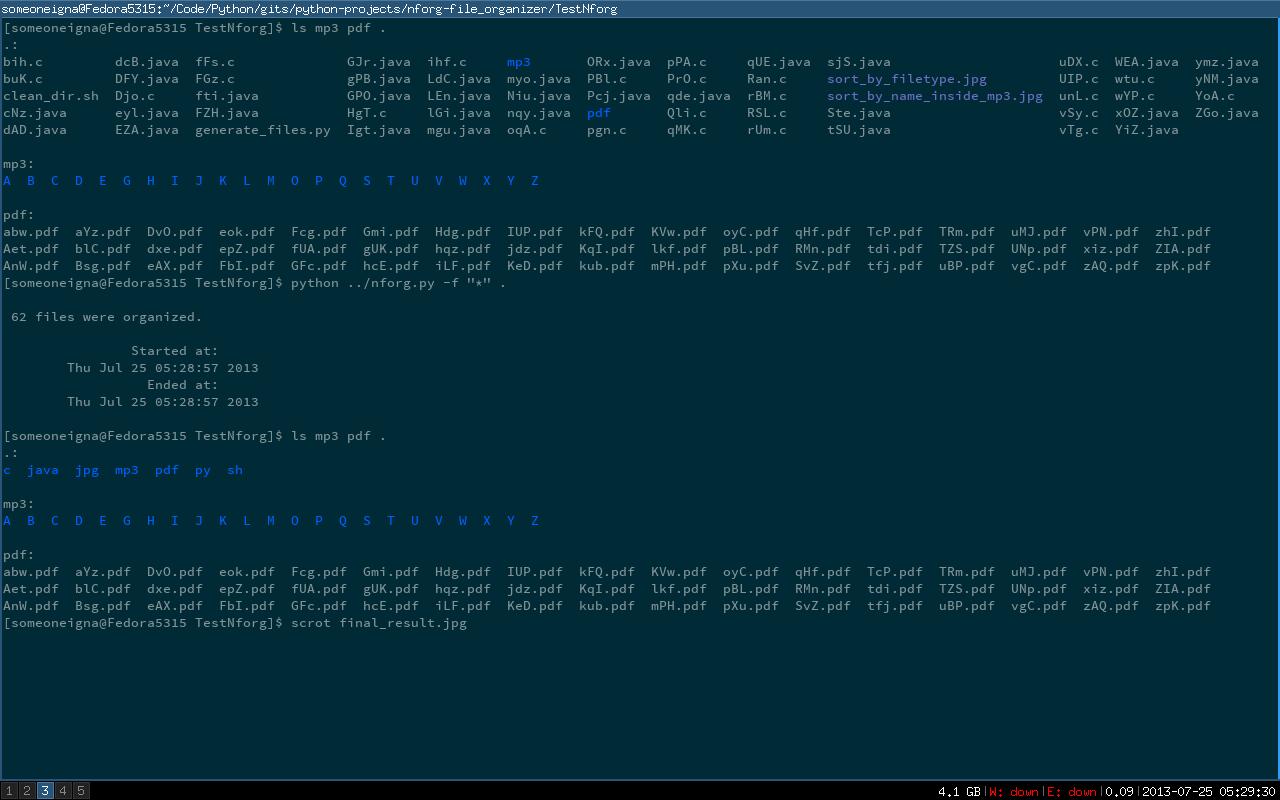 someoneigna@Fedora5315:~/Code/Python/gits/python-projects/nforg-file_organizer/TestNforg
[someoneigna@Fedora5315 TestNforg]$ ls mp3 pdf .
.:
bih.c dcB.java fFs.c GJr.java ihf.c mp3 ORx.java pPA.c qUE.java sjS.java uDX.c WEA.java ymz.java
buK.c DFY.java FGz.c gPB.java LdC.java myo.java PBl.c PrO.c Ran.c sort_by_filetype.jpg UIP.c wtu.c yNM.java
clean_dir.sh Djo.c fti.java GPO.java LEn.java Niu.java Pcj.java qde.java rBM.c sort_by_name_inside_mp3.jpg unL.c wYP.c YoA.c
cNz.java eyl.java FZH.java HgT.c lGi.java nqy.java pdf Qli.c RSL.c Ste.java vSy.c xOZ.java ZGo.java
dAD.java EZA.java generate_files.py Igt.java mgu.java oqA.c pgn.c qMK.c rUm.c tSU.java vTg.c YiZ.java
mp3:
A B C D E G H I J K L M O P Q S T U V W X Y Z
pdf:
abw.pdf aYz.pdf DvO.pdf eok.pdf Fcg.pdf Gmi.pdf Hdg.pdf IUP.pdf kFQ.pdf KVw.pdf oyC.pdf qHf.pdf TcP.pdf TRm.pdf uMJ.pdf vPN.pdf zhI.pdf
Aet.pdf blC.pdf dxe.pdf epZ.pdf fUA.pdf gUK.pdf hqz.pdf jdz.pdf KqI.pdf lkf.pdf pBL.pdf RMn.pdf tdi.pdf TZS.pdf UNp.pdf xiz.pdf ZIA.pdf
AnW.pdf Bsg.pdf eAX.pdf FbI.pdf GFc.pdf hcE.pdf iLF.pdf KeD.pdf kub.pdf mPH.pdf pXu.pdf SvZ.pdf tfj.pdf uBP.pdf vgC.pdf zAQ.pdf zpK.pdf
[someoneigna@Fedora5315 TestNforg]$ python ../nforg.py -f "*" .
62 files were organized.
Started at:
Thu Jul 25 05:28:57 2013
Ended at:
Thu Jul 25 05:28:57 2013
[someoneigna@Fedora5315 TestNforg]$ ls mp3 pdf .
.:
c java jpg mp3 pdf py sh
mp3:
A B C D E G H I J K L M O P Q S T U V W X Y Z
pdf:
abw.pdf aYz.pdf DvO.pdf eok.pdf Fcg.pdf Gmi.pdf Hdg.pdf IUP.pdf kFQ.pdf KVw.pdf oyC.pdf qHf.pdf TcP.pdf TRm.pdf uMJ.pdf vPN.pdf zhI.pdf
Aet.pdf blC.pdf dxe.pdf epZ.pdf fUA.pdf gUK.pdf hqz.pdf jdz.pdf KqI.pdf lkf.pdf pBL.pdf RMn.pdf tdi.pdf TZS.pdf UNp.pdf xiz.pdf ZIA.pdf
AnW.pdf Bsg.pdf eAX.pdf FbI.pdf GFc.pdf hcE.pdf iLF.pdf KeD.pdf kub.pdf mPH.pdf pXu.pdf SvZ.pdf tfj.pdf uBP.pdf vgC.pdf zAQ.pdf zpK.pdf
[someoneigna@Fedora5315 TestNforg]$ scrot final_result.jpg
1 2 3 4 5 4.1 GB|W: down|E: down|0.09|2013-07-25 05:29:30